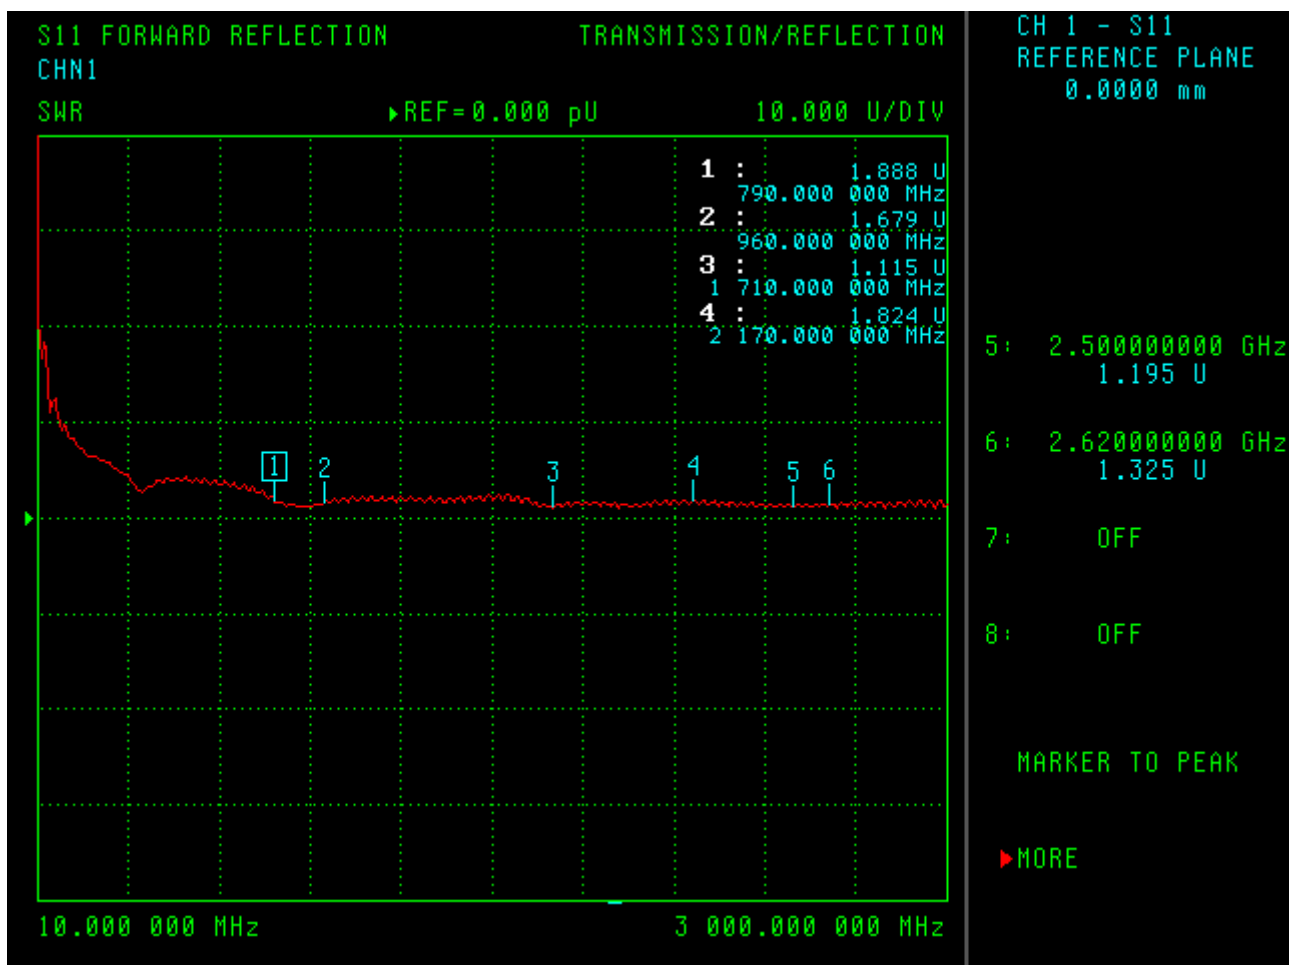 S11 FORWARD REFLECTION TRANSMISSION/REFLECTION
CHN1
SWR ▶REF=0.000 pU 10.000 U/DIV
1 : 1.888 U
790.000 000 MHz
2 : 1.679 U
960.000 000 MHz
3 : 1.115 U
1 710.000 000 MHz
4 : 1.824 U
2 170.000 000 MHz
1 2 3 4 5 6
10.000 000 MHz 3 000.000 000 MHz
CH 1 - S11
REFERENCE PLANE
0.0000 mm
5: 2.500000000 GHz
1.195 U
6: 2.620000000 GHz
1.325 U
7: OFF
8: OFF
MARKER TO PEAK
▶MORE